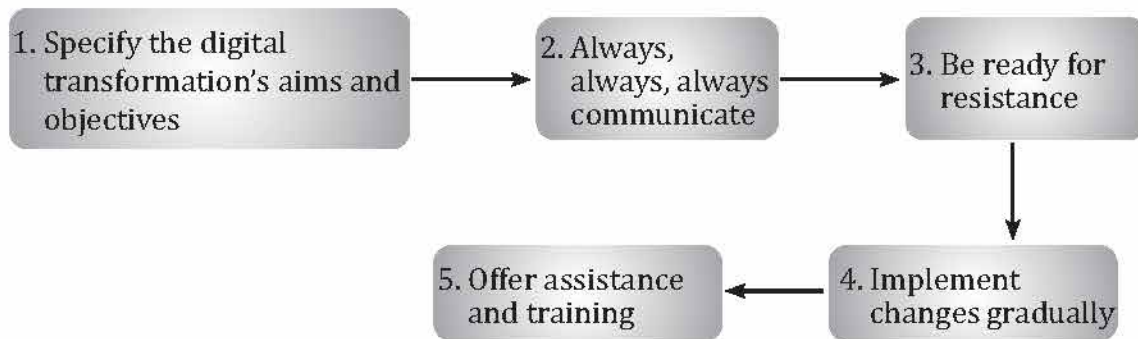 1. Specify the digital
transformation's aims and
objectives
2. Always,
always, always
communicate
3. Be ready for
resistance
4. Implement
changes gradually
5. Offer assistance
and training